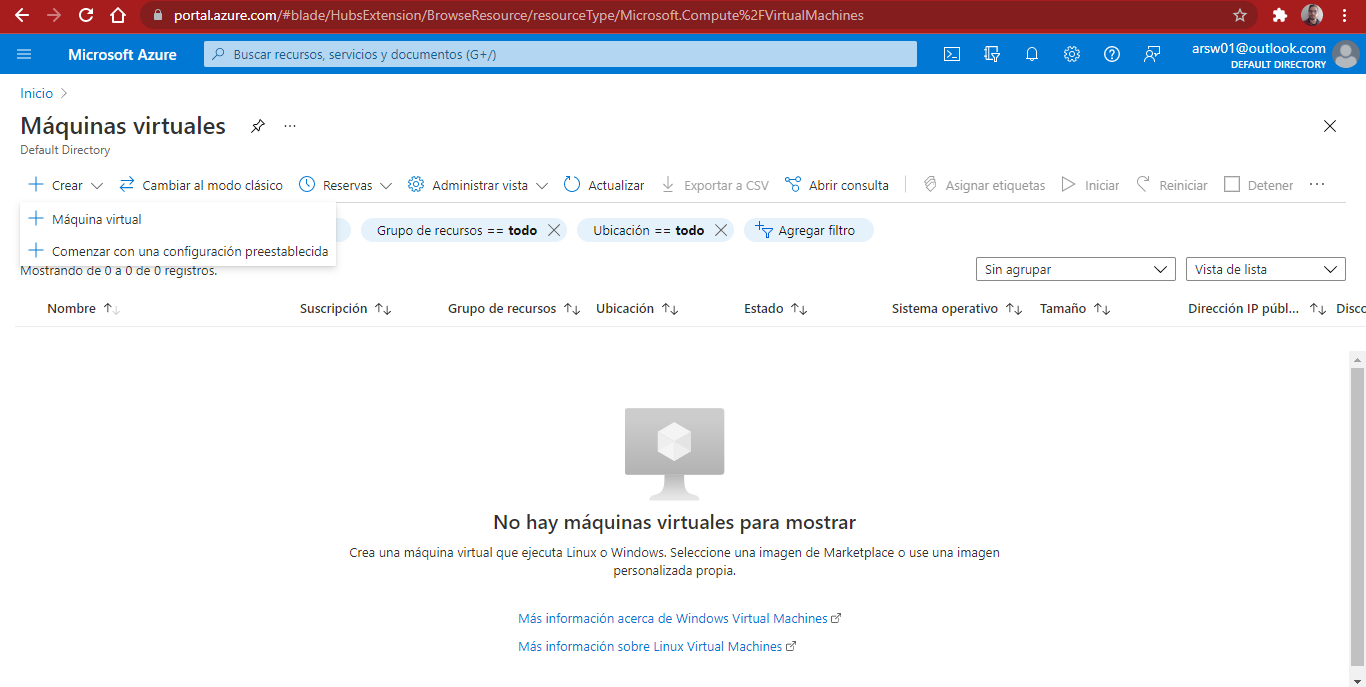 portal.azure.com/#blade/HubsExtension/BrowseResource/resourceType/Microsoft.Compute%2FVirtualMachines
Microsoft Azure
Buscar recursos, servicios y documentos (G+/)
arsw01@outlook.com
DEFAULT DIRECTORY
Inicio
Máquinas virtuales
Default Directory
Crear Cambiar al modo clásico Reservas Administrar vista Actualizar Exportar a CSV Abrir consulta Asignar etiquetas Iniciar Reiniciar Detener
Máquina virtual
Comenzar con una configuración preestablecida
Grupo de recursos == todo Ubicación == todo Agregar filtro
Mostrando de 0 a 0 de 0 registros.
Sin agrupar Vista de lista
Nombre Suscripción Grupo de recursos Ubicación Estado Sistema operativo Tamaño Dirección IP públ... Disco
No hay máquinas virtuales para mostrar
Crea una máquina virtual que ejecuta Linux o Windows. Seleccione una imagen de Marketplace o use una imagen
personalizada propia.
Más información acerca de Windows Virtual Machines
Más información sobre Linux Virtual Machines